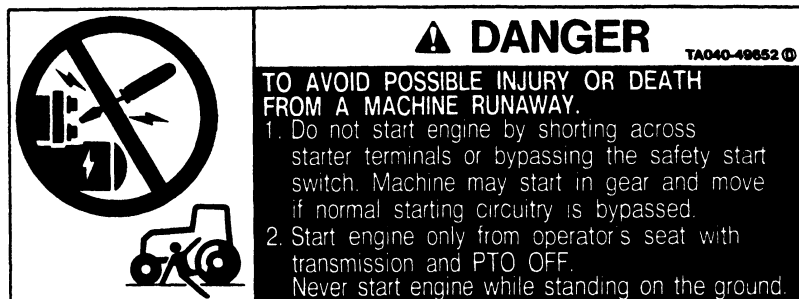 ⚠ DANGER
TA040-49652 Ⓓ
TO AVOID POSSIBLE INJURY OR DEATH
FROM A MACHINE RUNAWAY.
1. Do not start engine by shorting across
starter terminals or bypassing the safety start
switch. Machine may start in gear and move
if normal starting circuitry is bypassed.
2. Start engine only from operator's seat with
transmission and PTO OFF.
Never start engine while standing on the ground.